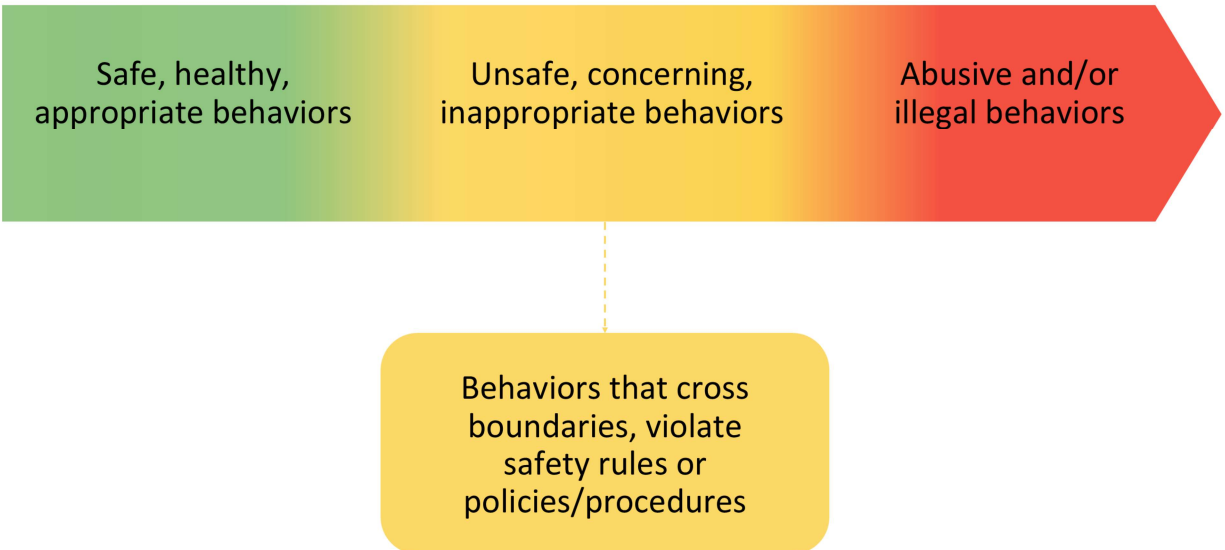 Safe, healthy,
appropriate behaviors
Unsafe, concerning,
inappropriate behaviors
Abusive and/or
illegal behaviors
Behaviors that cross
boundaries, violate
safety rules or
policies/procedures